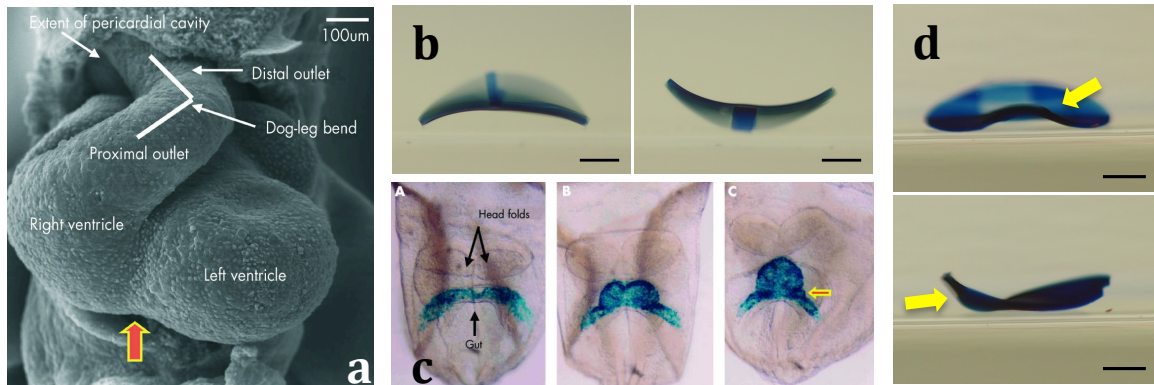 Extent of pericardial cavity
100um
Distal outlet
Dog-leg bend
Proximal outlet
Right ventricle
Left ventricle
a
b
A
Head folds
Gut
B
C
c
d